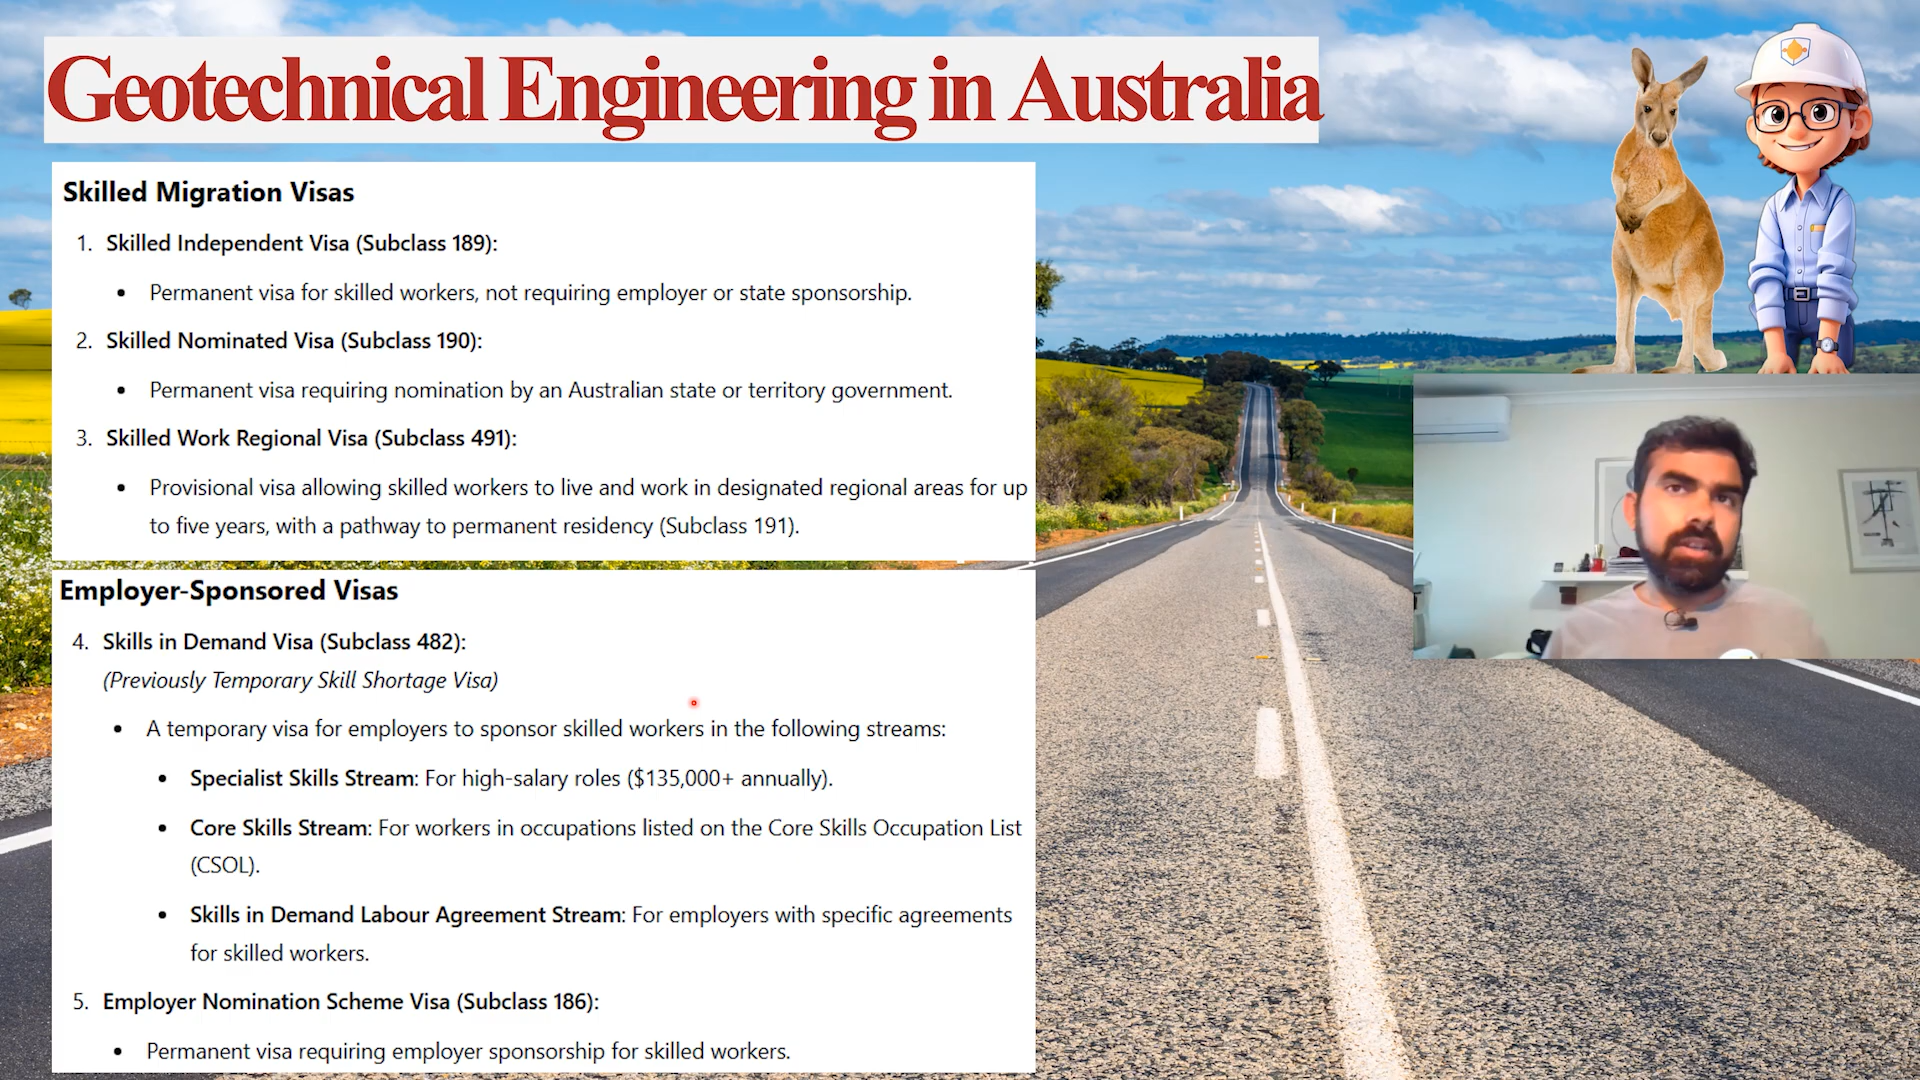 Geotechnical Engineering in Australia
Skilled Migration Visas
1. Skilled Independent Visa (Subclass 189):
• Permanent visa for skilled workers, not requiring employer or state sponsorship.
2. Skilled Nominated Visa (Subclass 190):
• Permanent visa requiring nomination by an Australian state or territory government.
3. Skilled Work Regional Visa (Subclass 491):
• Provisional visa allowing skilled workers to live and work in designated regional areas for up
to five years, with a pathway to permanent residency (Subclass 191).
Employer-Sponsored Visas
4. Skills in Demand Visa (Subclass 482):
(Previously Temporary Skill Shortage Visa)
• A temporary visa for employers to sponsor skilled workers in the following streams:
• Specialist Skills Stream: For high-salary roles ($135,000+ annually).
• Core Skills Stream: For workers in occupations listed on the Core Skills Occupation List
(CSOL).
• Skills in Demand Labour Agreement Stream: For employers with specific agreements
for skilled workers.
5. Employer Nomination Scheme Visa (Subclass 186):
• Permanent visa requiring employer sponsorship for skilled workers.